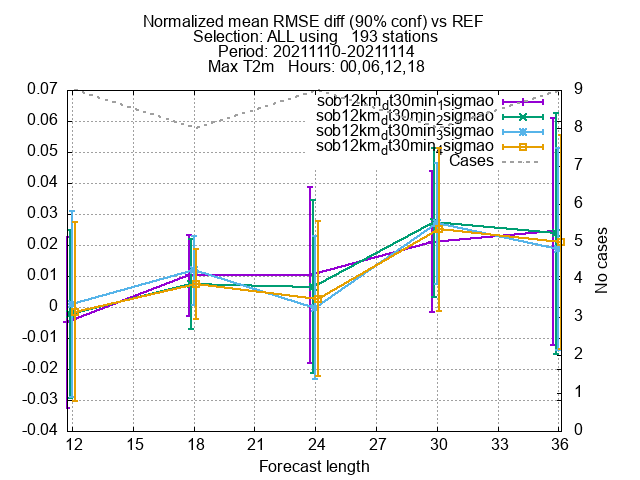 Normalized mean RMSE diff (90% conf) vs REF
Selection: ALL using   193 stations
Period: 20211110-20211114
Max T2m   Hours: 00,06,12,18
sob12km_dt30min_1sigmao
sob12km_dt30min_2sigmao
sob12km_dt30min_3sigmao
sob12km_dt30min_4sigmao
Cases
0.07
0.06
0.05
0.04
0.03
0.02
0.01
0
-0.01
-0.02
-0.03
-0.04
9
8
7
6
5
4
3
2
1
0
No cases
12 15 18 21 24 27 30 33 36
Forecast length